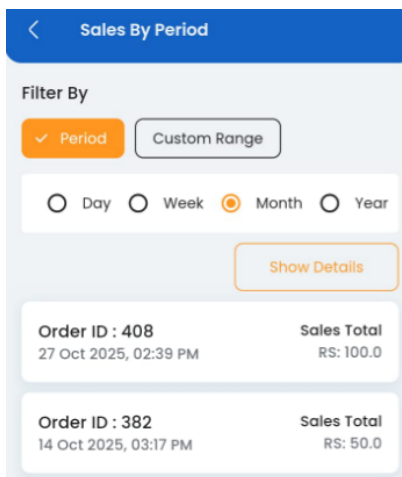 Sales By Period
Filter By
Period Custom Range
Day Week Month Year
Show Details
Order ID : 408 Sales Total
27 Oct 2025, 02:39 PM RS: 100.0
Order ID : 382 Sales Total
14 Oct 2025, 03:17 PM RS: 50.0